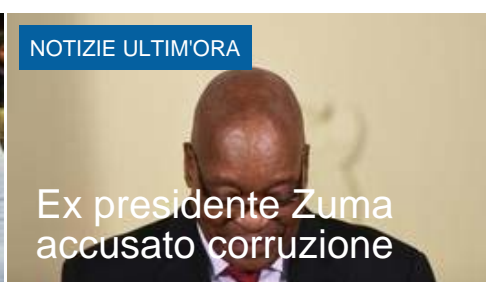 NOTIZIE ULTIM'ORA
Ex presidente Zuma
accusato corruzione